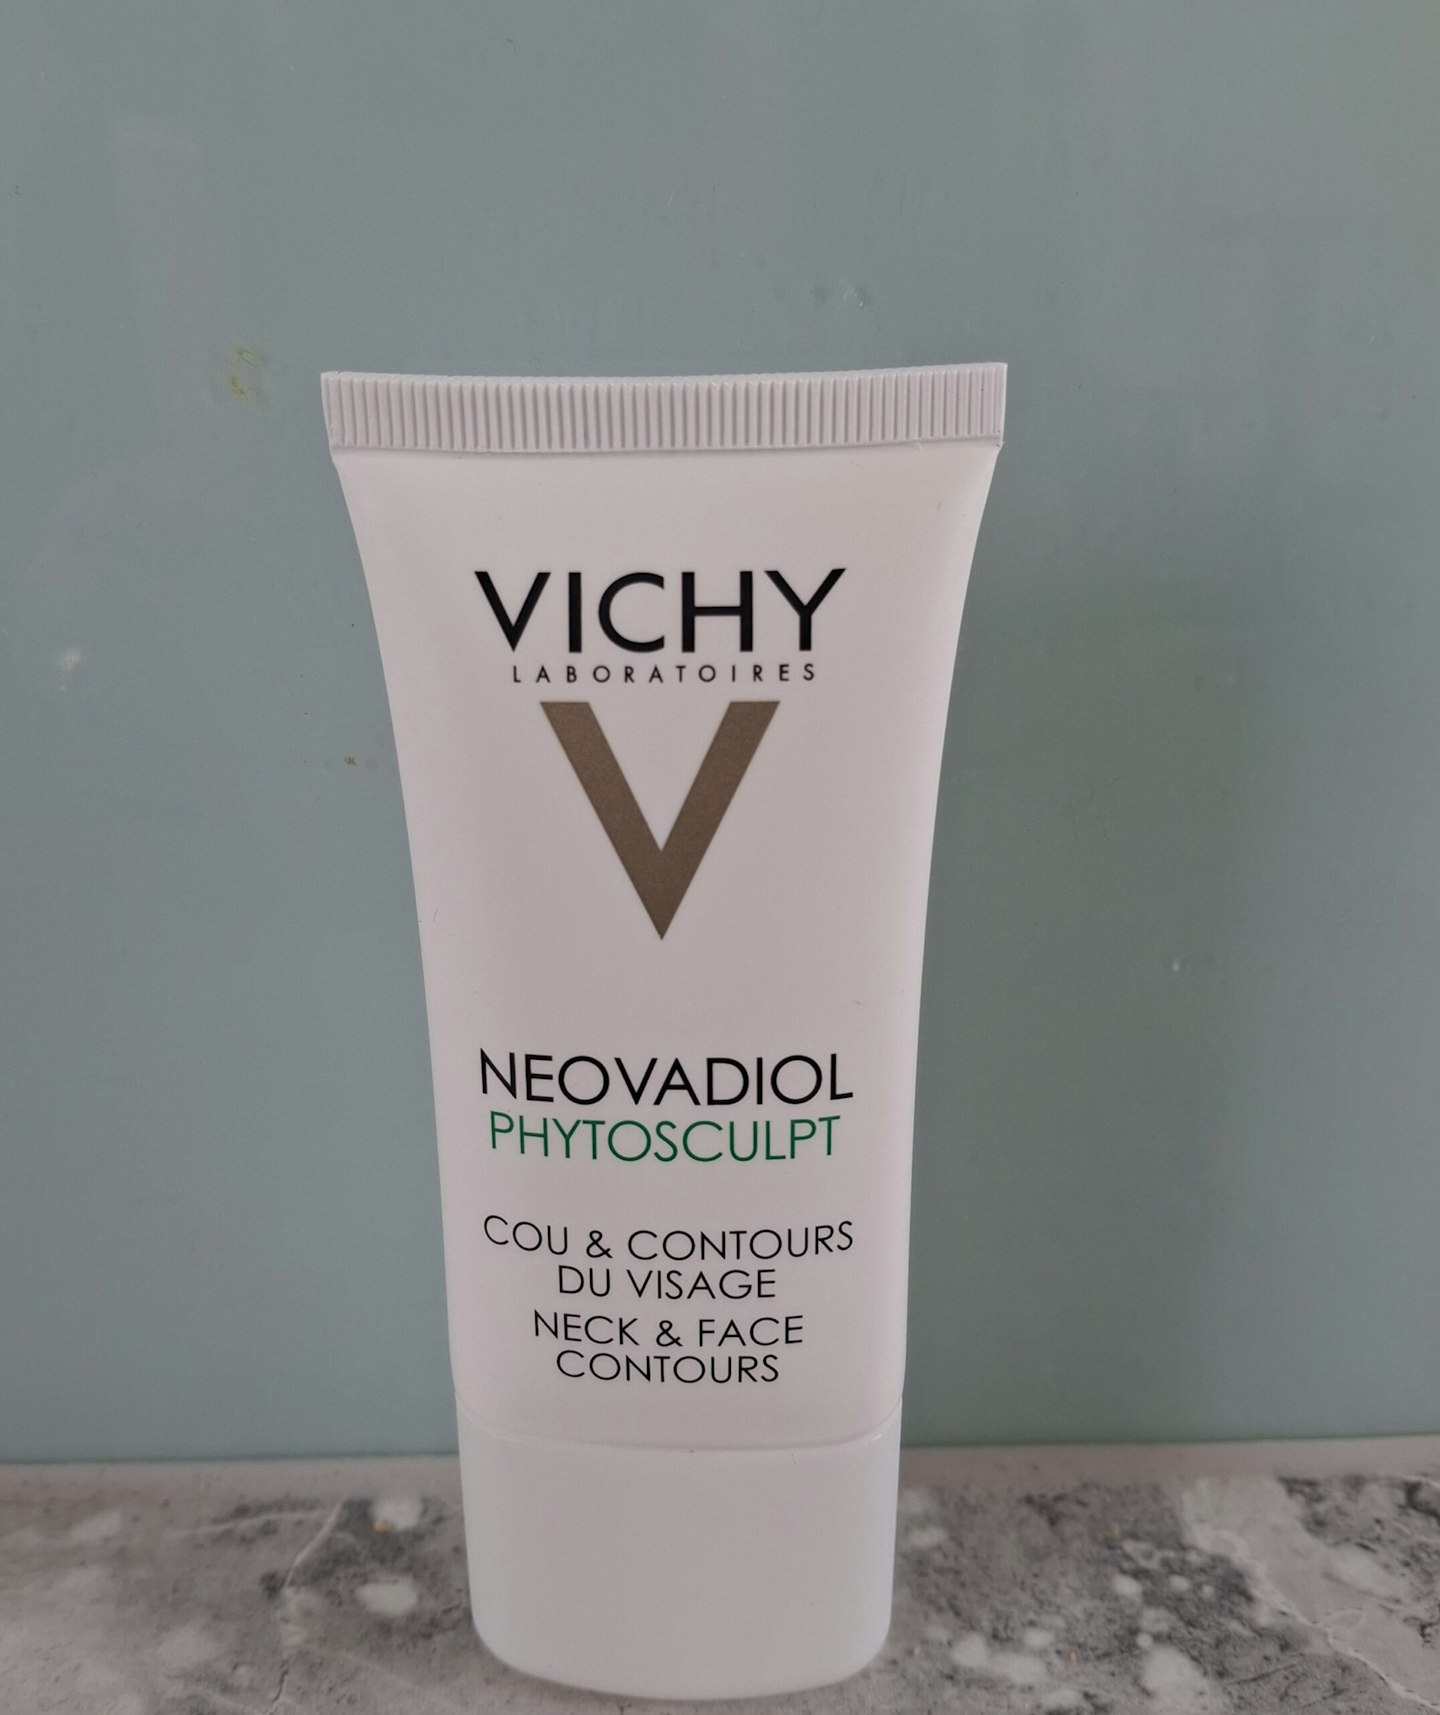 VICHY
LABORATOIRES
V
NEOVADIOL
PHYTOSCULPT
COU & CONTOURS
DU VISAGE
NECK & FACE
CONTOURS